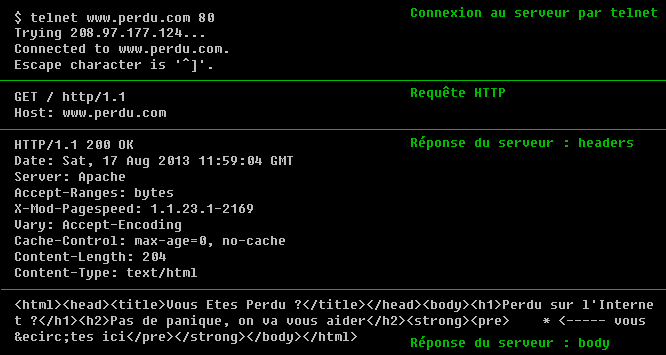 $ telnet www.perdu.com 80
Connexion au serveur par telnet
Trying 208.97.177.124...
Connected to www.perdu.com.
Escape character is '^]'.
GET / http/1.1
Requête HTTP
Host: www.perdu.com
HTTP/1.1 200 OK
Réponse du serveur : headers
Date: Sat, 17 Aug 2013 11:59:04 GMT
Server: Apache
Accept-Ranges: bytes
X-Mod-Pagespeed: 1.1.23.1-2169
Vary: Accept-Encoding
Cache-Control: max-age=0, no-cache
Content-Length: 204
Content-Type: text/html
<html><head><title>Vous Etes Perdu ?</title></head><body><h1>Perdu sur l'Interne
t ?</h1><h2>Pas de panique, on va vous aider</h2><strong><pre>    * <----- vous
&ecirc;tes ici</pre></strong></body></html>
Réponse du serveur : body